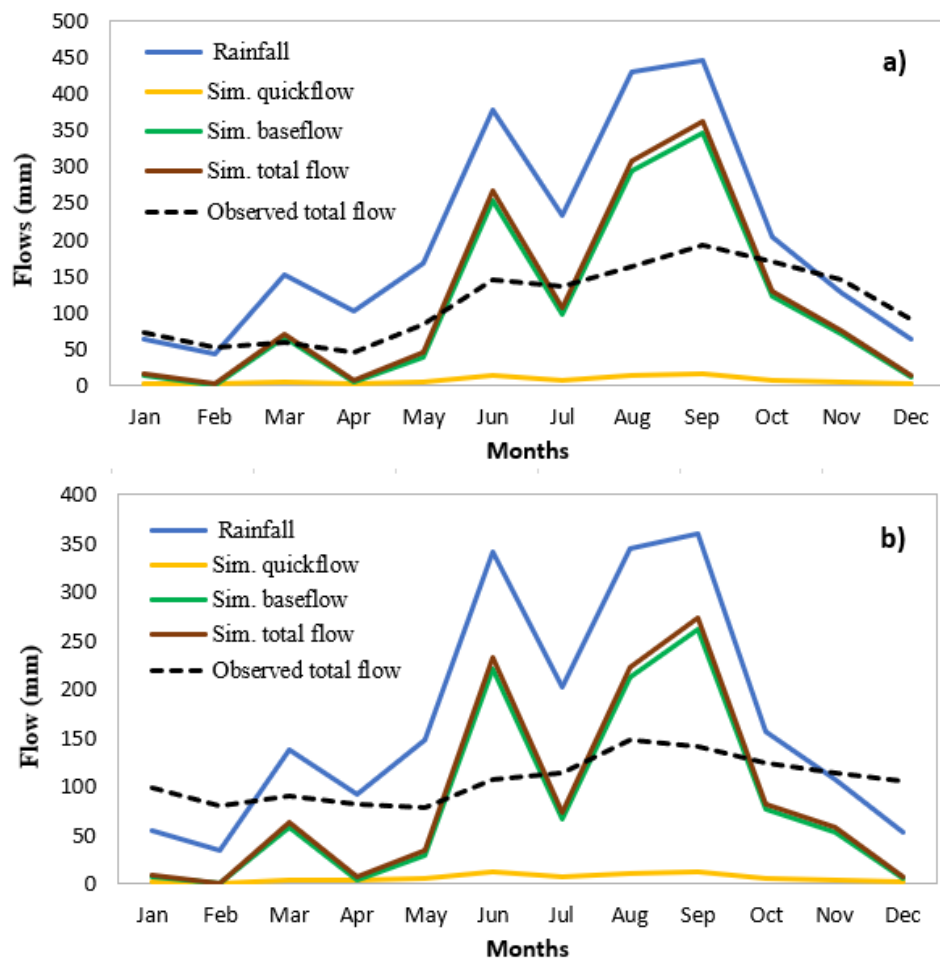 500
450
400
350
300
250
200
150
100
50
0
Flows (mm)
Rainfall
Sim. quickflow
Sim. baseflow
Sim. total flow
Observed total flow
a)
Jan Feb Mar Apr May Jun Jul Aug Sep Oct Nov Dec
Months
400
350
300
250
200
150
100
50
0
Flow (mm)
Rainfall
Sim. quickflow
Sim. baseflow
Sim. total flow
Observed total flow
b)
Jan Feb Mar Apr May Jun Jul Aug Sep Oct Nov Dec
Months